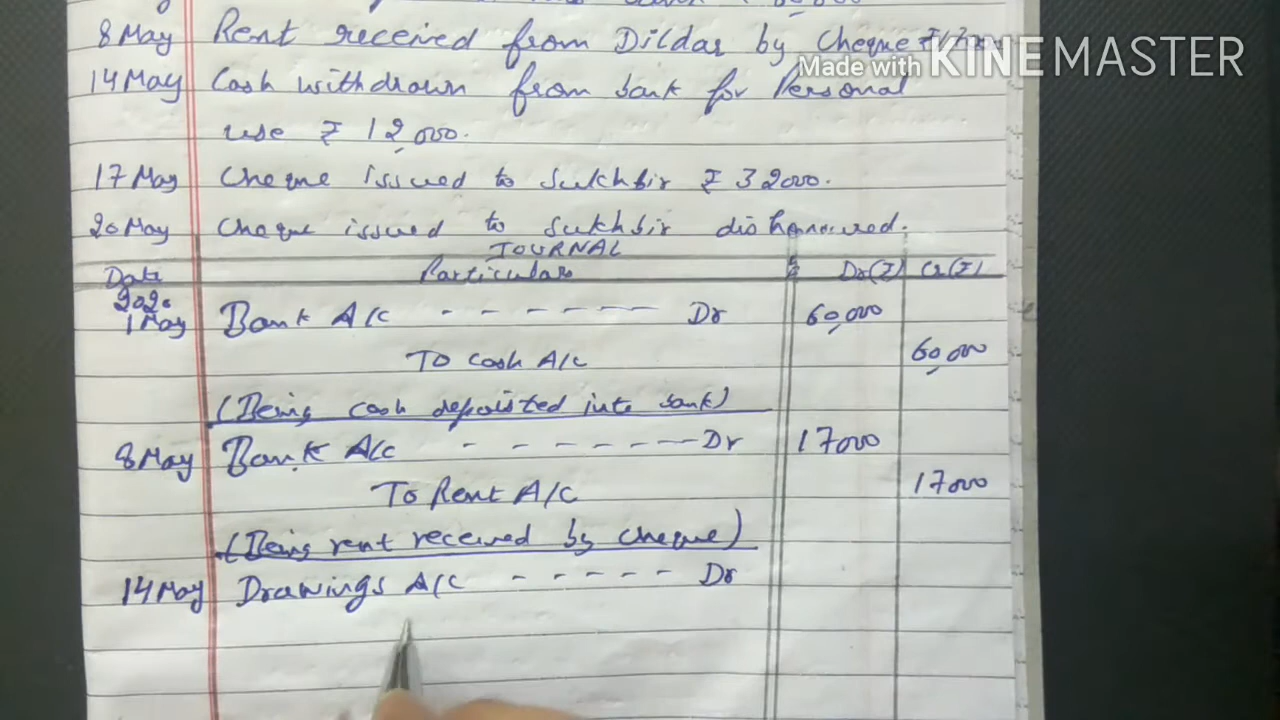 8 May Rent received from Dildar by Cheque
Made with KINEMASTER
14 May Cash withdrawn from bank for Personal
use ₹ 12,000.
17 May Cheque issued to Sukhbir ₹ 32000.
20 May Cheque issued to Sukhbir dishonoured.
JOURNAL
Date Particulars Dr(₹) Cr(₹)
2020
1 May Bank A/c - - - - - - Dr 60,000
To Cash A/c 60,000
(Being cash deposited into bank)
8 May Bank A/c - - - - - - - Dr 17000
To Rent A/c 17000
(Being rent received by cheque)
14 May Drawings A/c - - - - - Dr